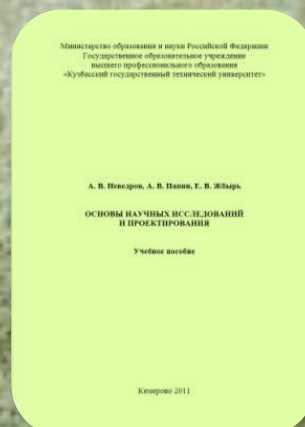 Министерство образования и науки Российской Федерации
Государственное образовательное учреждение
высшего профессионального образования
«Кузбасский государственный технический университет»
А. В. Неведров, А. В. Папин, Е. В. Жбырь
ОСНОВЫ НАУЧНЫХ ИССЛЕДОВАНИЙ
И ПРОЕКТИРОВАНИЯ
Учебное пособие
Кемерово 2011